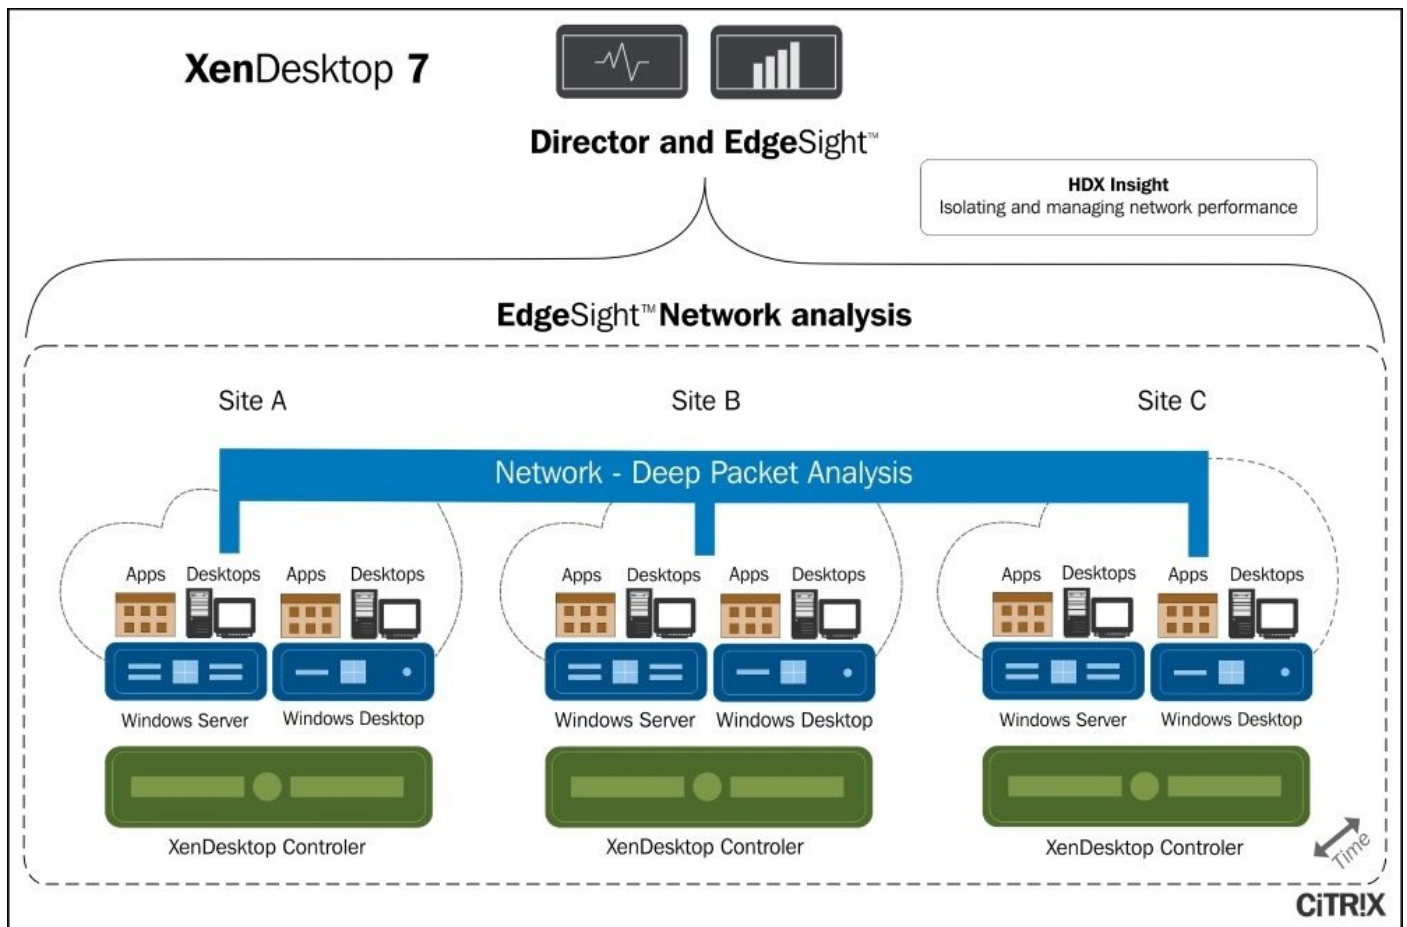 XenDesktop 7
Director and EdgeSight™
HDX Insight
Isolating and managing network performance
EdgeSight™ Network analysis
Site A
Site B
Site C
Network - Deep Packet Analysis
Apps Desktops Apps Desktops
Apps Desktops Apps Desktops
Apps Desktops Apps Desktops
Windows Server Windows Desktop
Windows Server Windows Desktop
Windows Server Windows Desktop
XenDesktop Controler
XenDesktop Controler
XenDesktop Controler
Time
CiTR!X